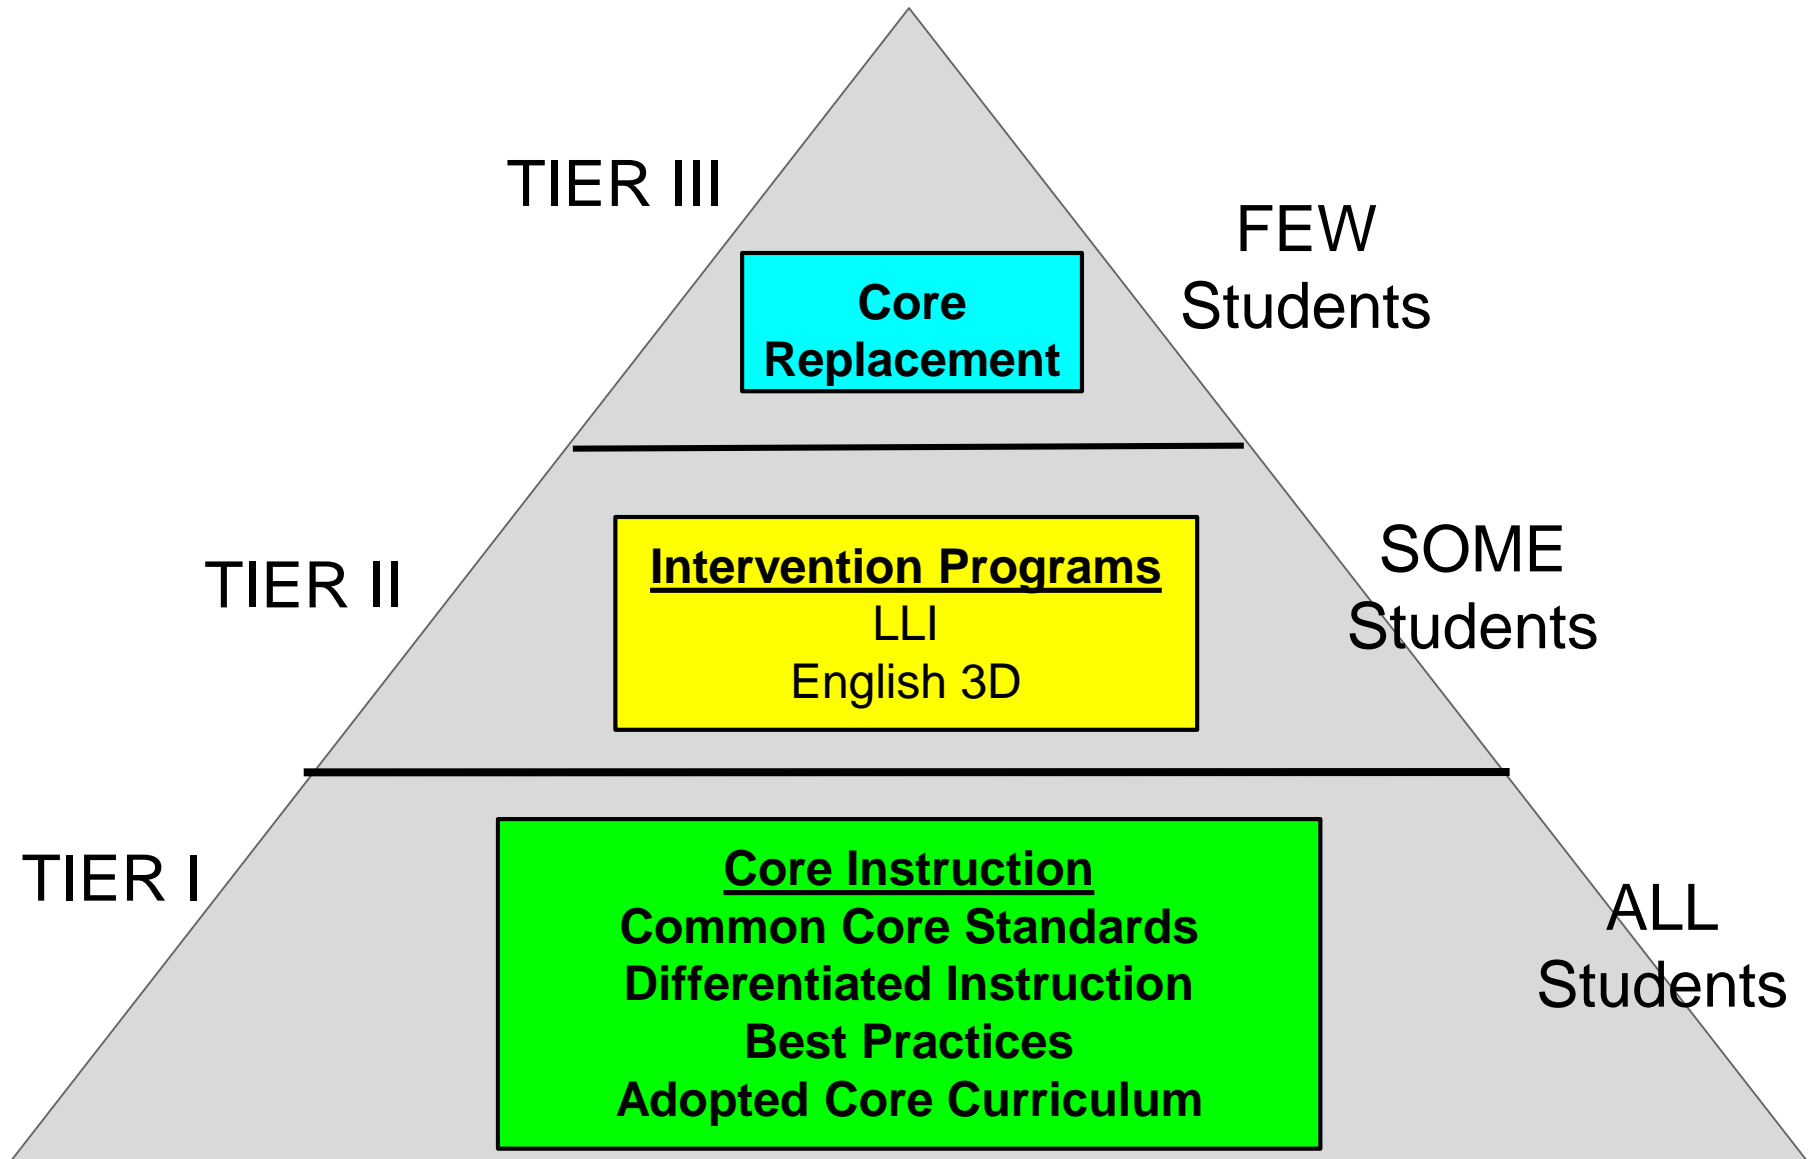 TIER III
FEW
Students
Core
Replacement
TIER II
Intervention Programs
LLI
English 3D
SOME
Students
TIER I
Core Instruction
Common Core Standards
Differentiated Instruction
Best Practices
Adopted Core Curriculum
ALL
Students